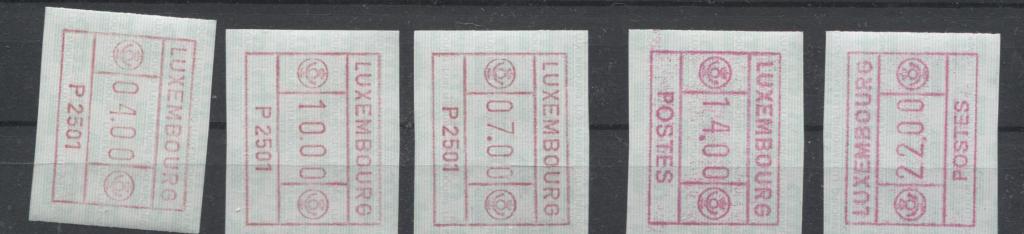 LUXEMBOURG
04.00
P 2501
LUXEMBOURG
10.00
P 2501
LUXEMBOURG
07.00
P 2501
LUXEMBOURG
14.00
POSTES
LUXEMBOURG
22.00
POSTES